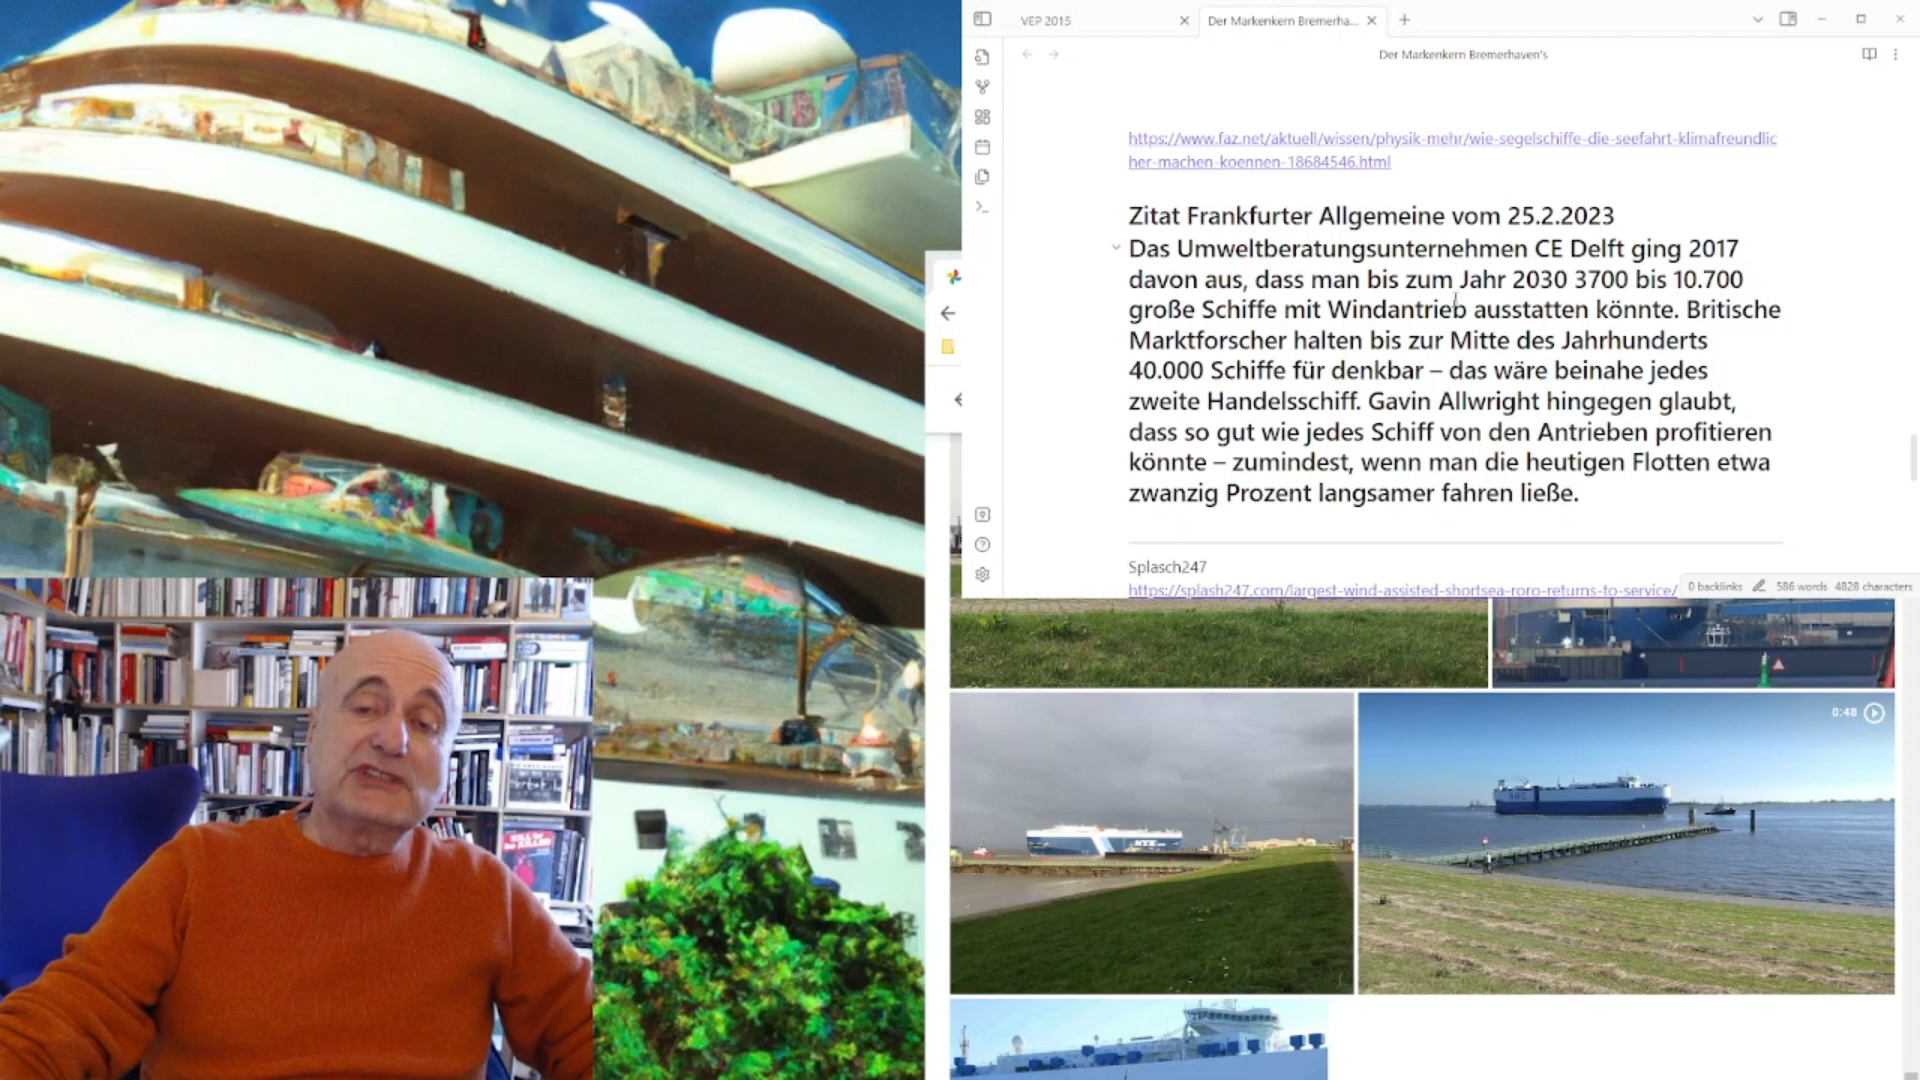 VEP 2015
Der Markenkern Bremerha...
Der Markenkern Bremerhaven's
https://www.faz.net/aktuell/wissen/physik-mehr/wie-segelschiffe-die-seefahrt-klimafreundlic
her-machen-koennen-18684546.html
Zitat Frankfurter Allgemeine vom 25.2.2023
Das Umweltberatungsunternehmen CE Delft ging 2017
davon aus, dass man bis zum Jahr 2030 3700 bis 10.700
große Schiffe mit Windantrieb ausstatten könnte. Britische
Marktforscher halten bis zur Mitte des Jahrhunderts
40.000 Schiffe für denkbar – das wäre beinahe jedes
zweite Handelsschiff. Gavin Allwright hingegen glaubt,
dass so gut wie jedes Schiff von den Antrieben profitieren
könnte – zumindest, wenn man die heutigen Flotten etwa
zwanzig Prozent langsamer fahren ließe.
Splasch247
https://splash247.com/largest-wind-assisted-shortsea-roro-returns-to-service/
0 backlinks 586 words 4828 characters
0:48
ARC
KILL'N
be KILLED